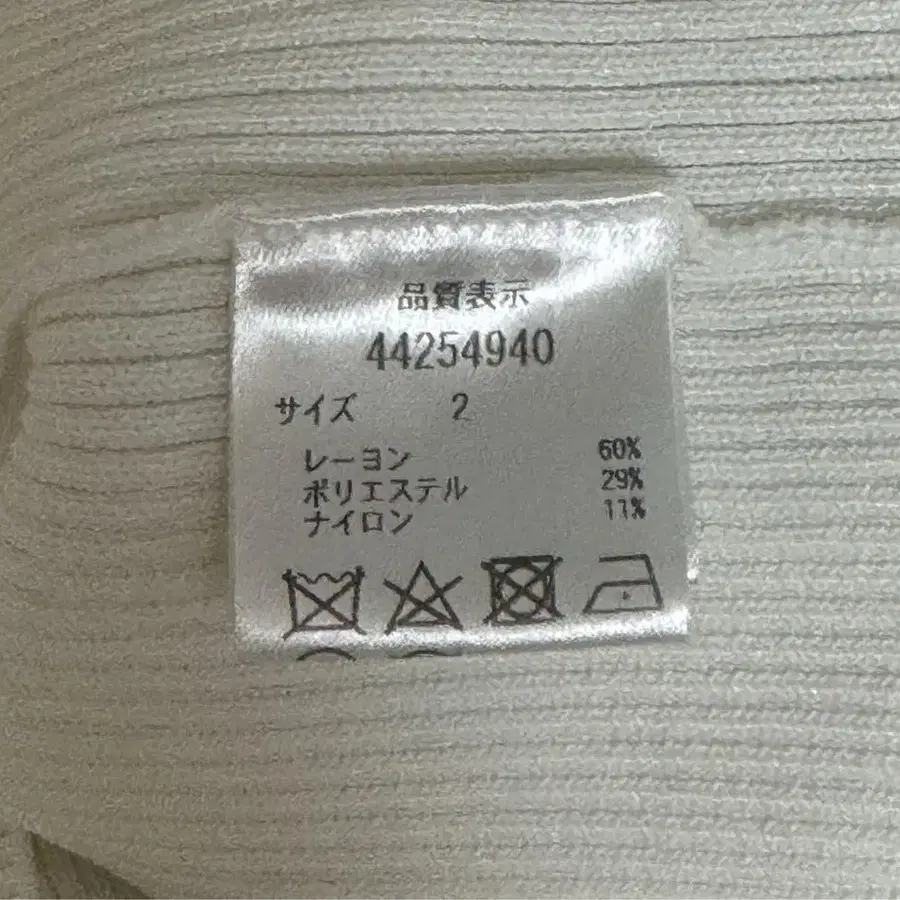 品質表示
44254940
サイズ 2
レーヨン 60%
ポリエステル 29%
ナイロン 11%